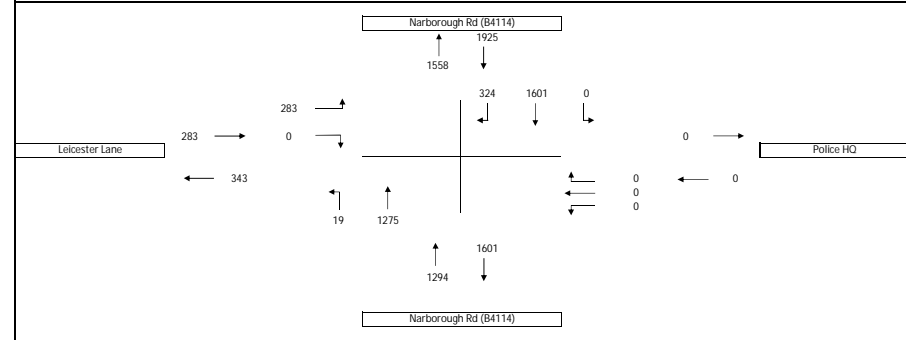 Narborough Rd (B4114)
1925
1558
324 1601 0
283
283 0 0
Leicester Lane Police HQ
343 0 0
0
0
19 1275
1601
1294
Narborough Rd (B4114)